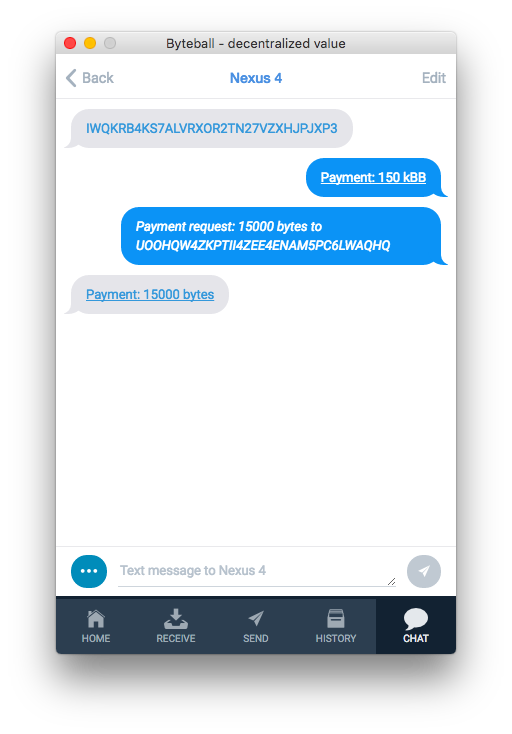 Byteball - decentralized value
Back
Nexus 4
Edit
IWQKRB4KS7ALVRXOR2TN27VZXHJPJXP3
Payment: 150 kBB
Payment request: 15000 bytes to
UOOHQW4ZKPTII4ZEE4ENAM5PC6LWAQHQ
Payment: 15000 bytes
Text message to Nexus 4
HOME
RECEIVE
SEND
HISTORY
CHAT